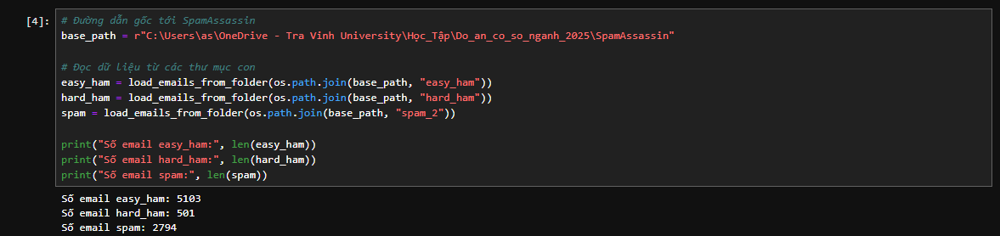 [4]:
# Đường dẫn gốc tới SpamAssassin
base_path = r"C:\Users\as\OneDrive - Tra Vinh University\Học_Tập\Do_an_co_so_nganh_2025\SpamAssassin"
# Đọc dữ liệu từ các thư mục con
easy_ham = load_emails_from_folder(os.path.join(base_path, "easy_ham"))
hard_ham = load_emails_from_folder(os.path.join(base_path, "hard_ham"))
spam = load_emails_from_folder(os.path.join(base_path, "spam_2"))
print("Số email easy_ham:", len(easy_ham))
print("Số email hard_ham:", len(hard_ham))
print("Số email spam:", len(spam))
Số email easy_ham: 5103
Số email hard_ham: 501
Số email spam: 2794